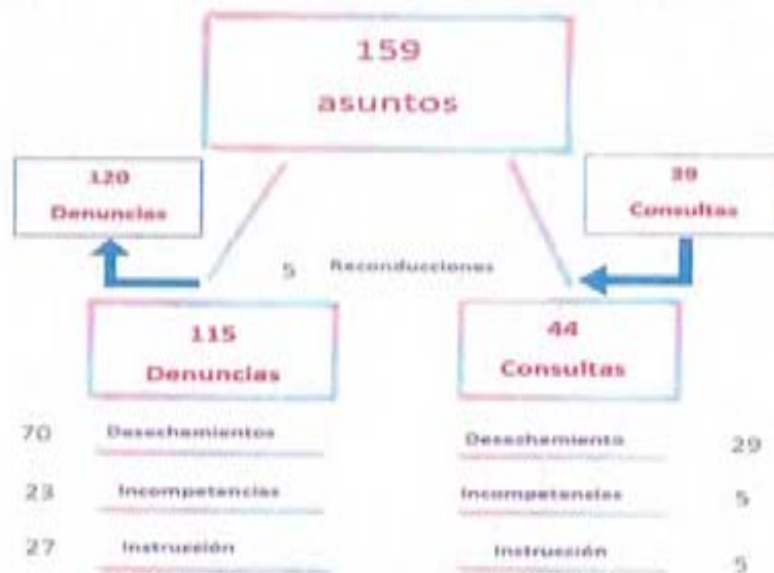 159
asuntos
120
Denuncias
39
Consultas
5 Reconducciones
115
Denuncias
44
Consultas
70 Desechamientos
Desechamiento 29
23 Incompetencias
Incompetencias 5
27 Instrucción
Instrucción 5